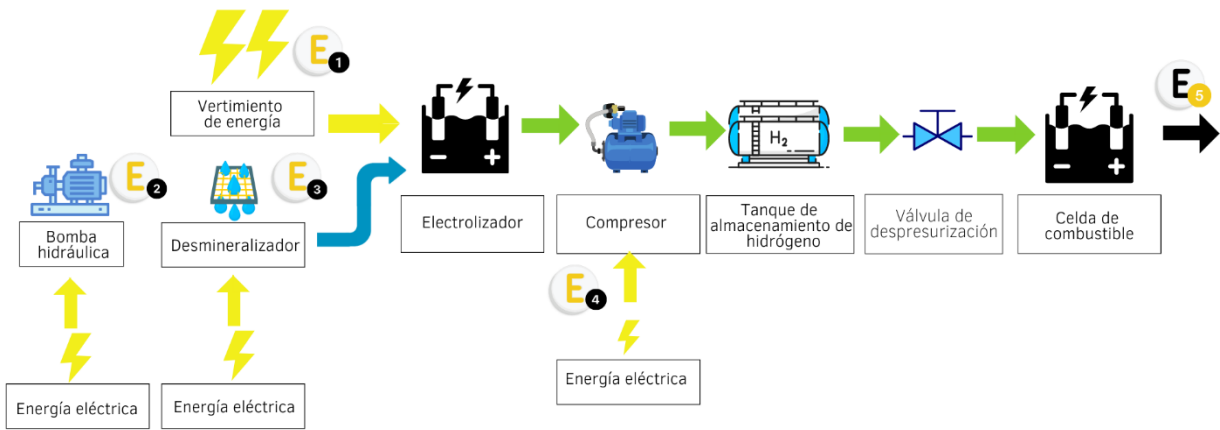 E 1
Vertimiento
de energía
E 2
Bomba
hidráulica
E 3
Desmineralizador
Energía eléctrica
Energía eléctrica
- +
Electrolizador
Compresor
E 4
Energía eléctrica
H2
Tanque de
almacenamiento de
hidrógeno
Válvula de
despresurización
- +
Celda de
combustible
E 5